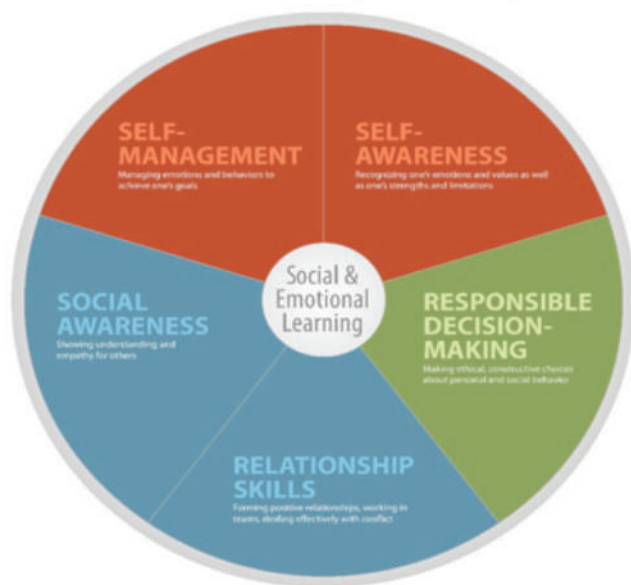 SELF-
MANAGEMENT
Managing emotions and behaviors to
achieve one's goals
SELF-
AWARENESS
Recognizing one's emotions and values as well
as one's strengths and limitations
Social &
Emotional
Learning
SOCIAL
AWARENESS
Showing understanding and
empathy for others
RESPONSIBLE
DECISION-
MAKING
Making ethical, constructive choices
about personal and social behavior
RELATIONSHIP
SKILLS
Forming positive relationships, working in
teams, dealing effectively with conflict